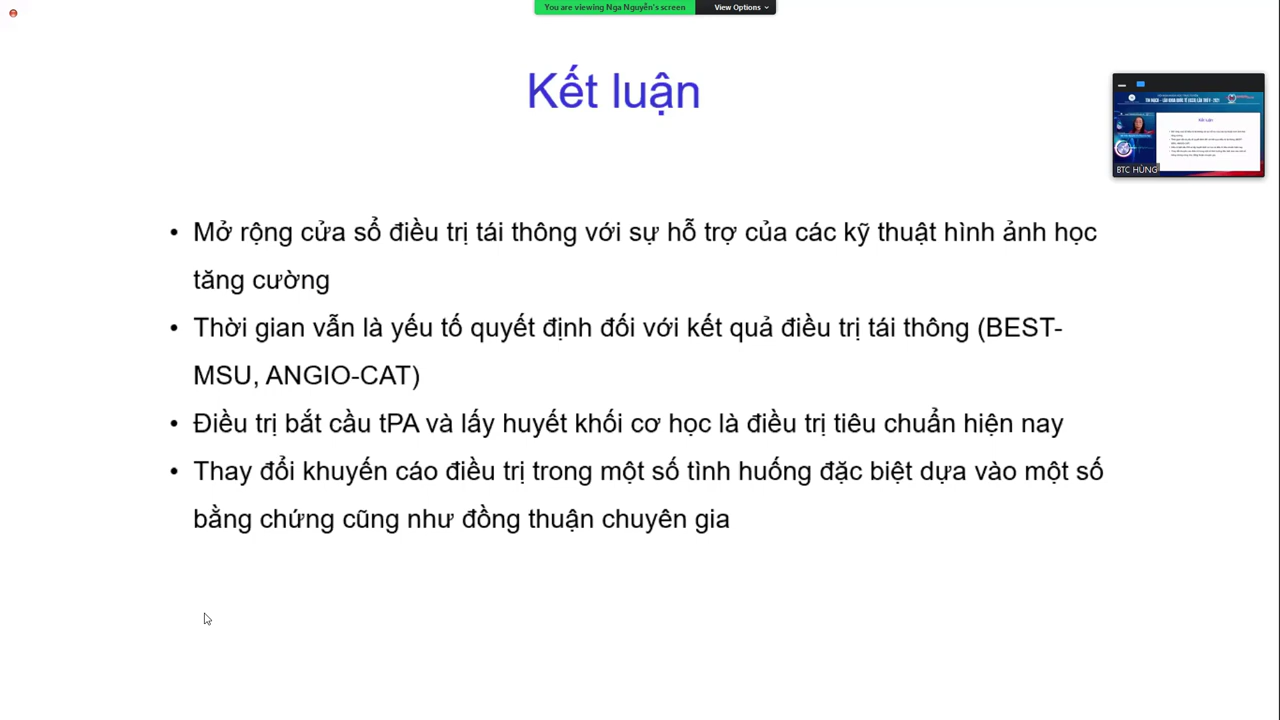 You are viewing Nga Nguyễn's screen
View Options
Kết luận
BTC HÙNG
• Mở rộng cửa sổ điều trị tái thông với sự hỗ trợ của các kỹ thuật hình ảnh học
tăng cường
• Thời gian vẫn là yếu tố quyết định đối với kết quả điều trị tái thông (BEST-
MSU, ANGIO-CAT)
• Điều trị bắt cầu tPA và lấy huyết khối cơ học là điều trị tiêu chuẩn hiện nay
• Thay đổi khuyến cáo điều trị trong một số tình huống đặc biệt dựa vào một số
bằng chứng cũng như đồng thuận chuyên gia